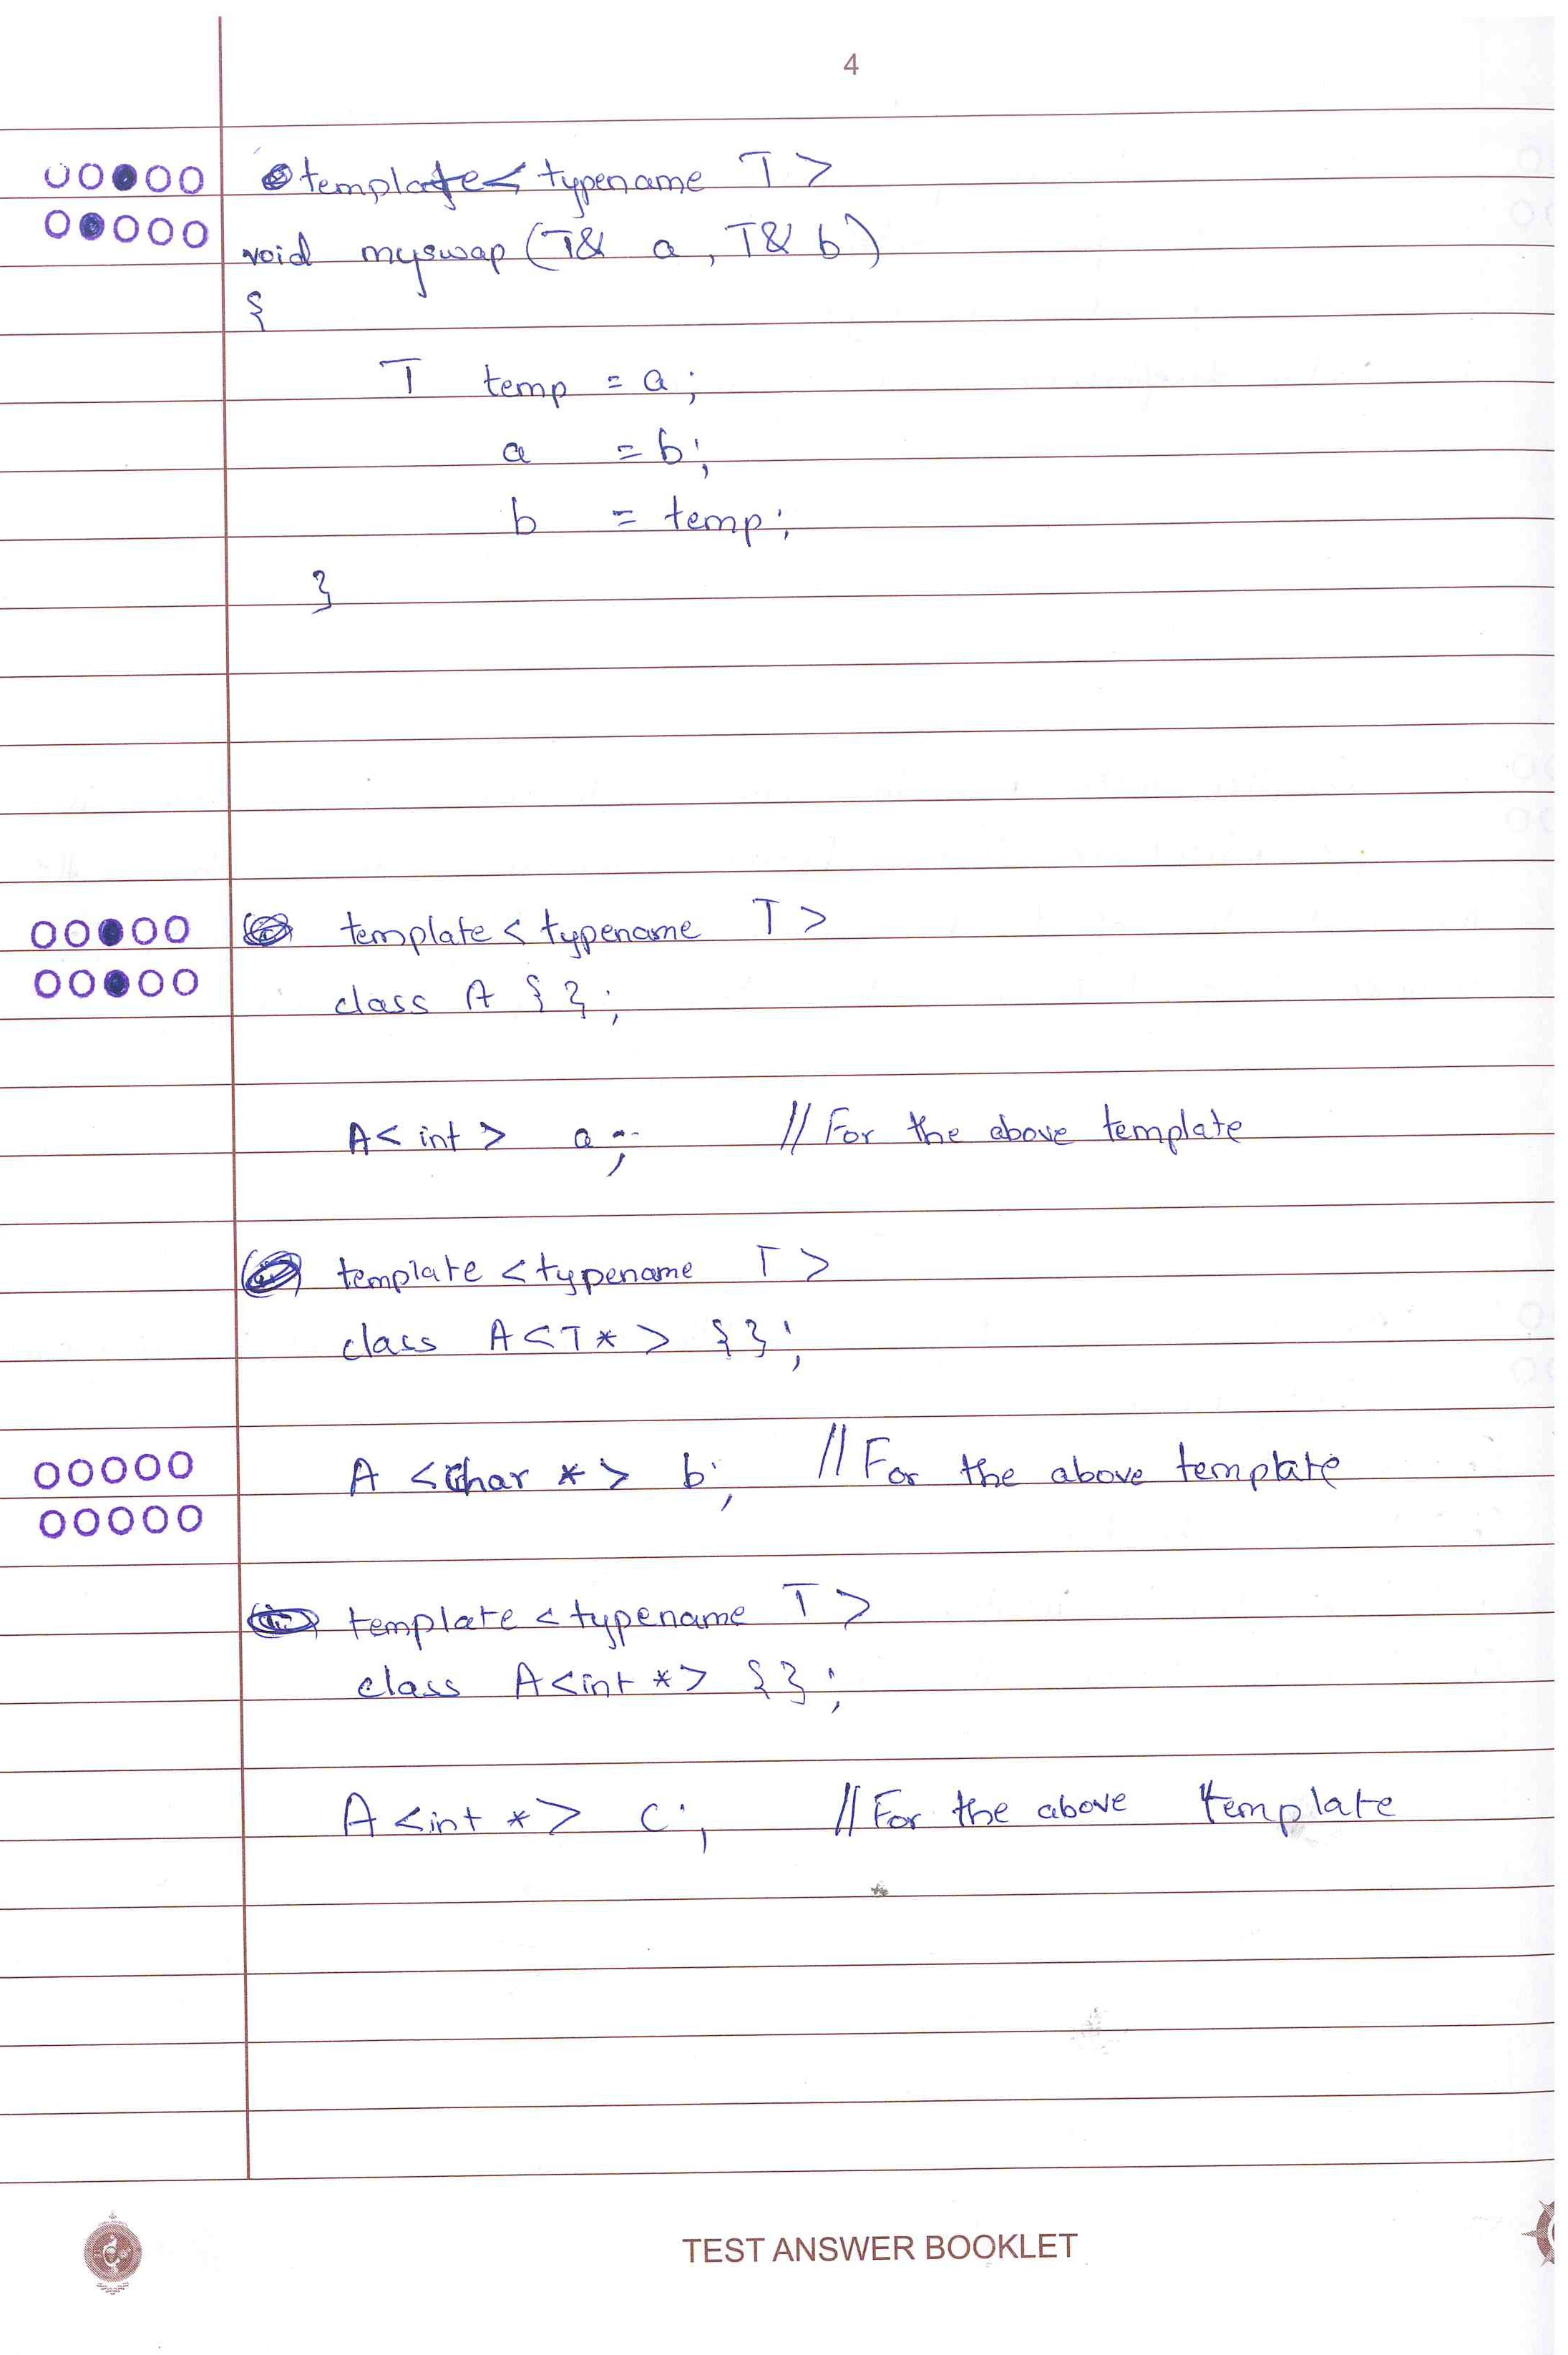 4
template< typename T >
void myswap (T& a, T& b)
{
T temp = a;
a = b;
b = temp;
}
template < typename T >
class A { };
A< int > a; // For the above template
template < typename T >
class A < T * > { };
A < char * > b; // For the above template
template < typename T >
class A < int * > { };
A < int * > c; // For the above template
TEST ANSWER BOOKLET